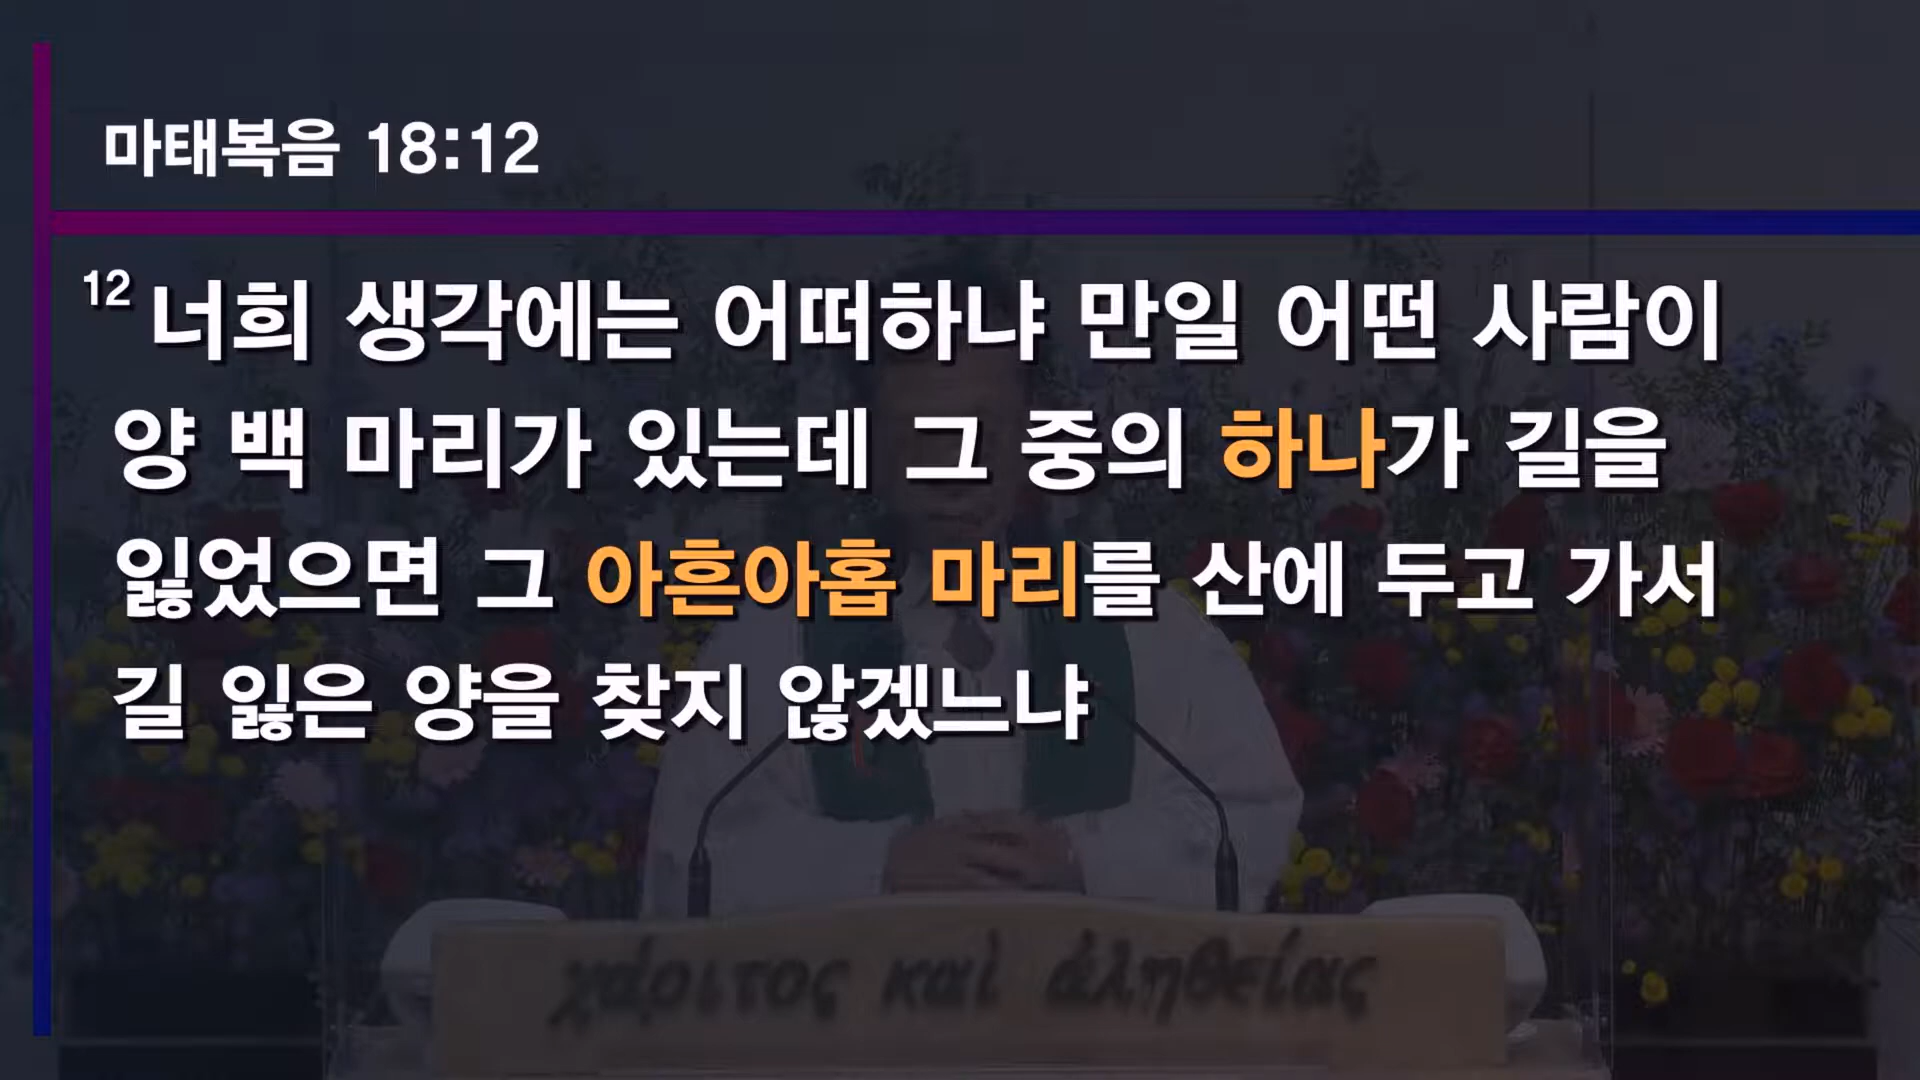 마태복음 18:12
12 너희 생각에는 어떠하냐 만일 어떤 사람이
양 백 마리가 있는데 그 중의 하나가 길을
잃었으면 그 아흔아홉 마리를 산에 두고 가서
길 잃은 양을 찾지 않겠느냐
χάριτος καὶ ἀληθείας